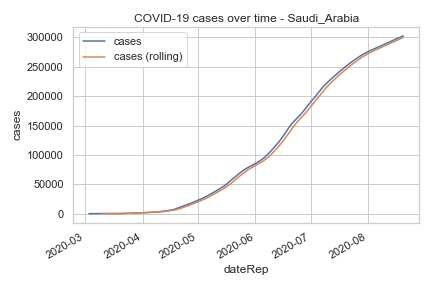 COVID-19 cases over time - Saudi_Arabia
cases
cases (rolling)
300000
250000
200000
150000
100000
50000
0
cases
2020-03
2020-04
2020-05
2020-06
2020-07
2020-08
dateRep